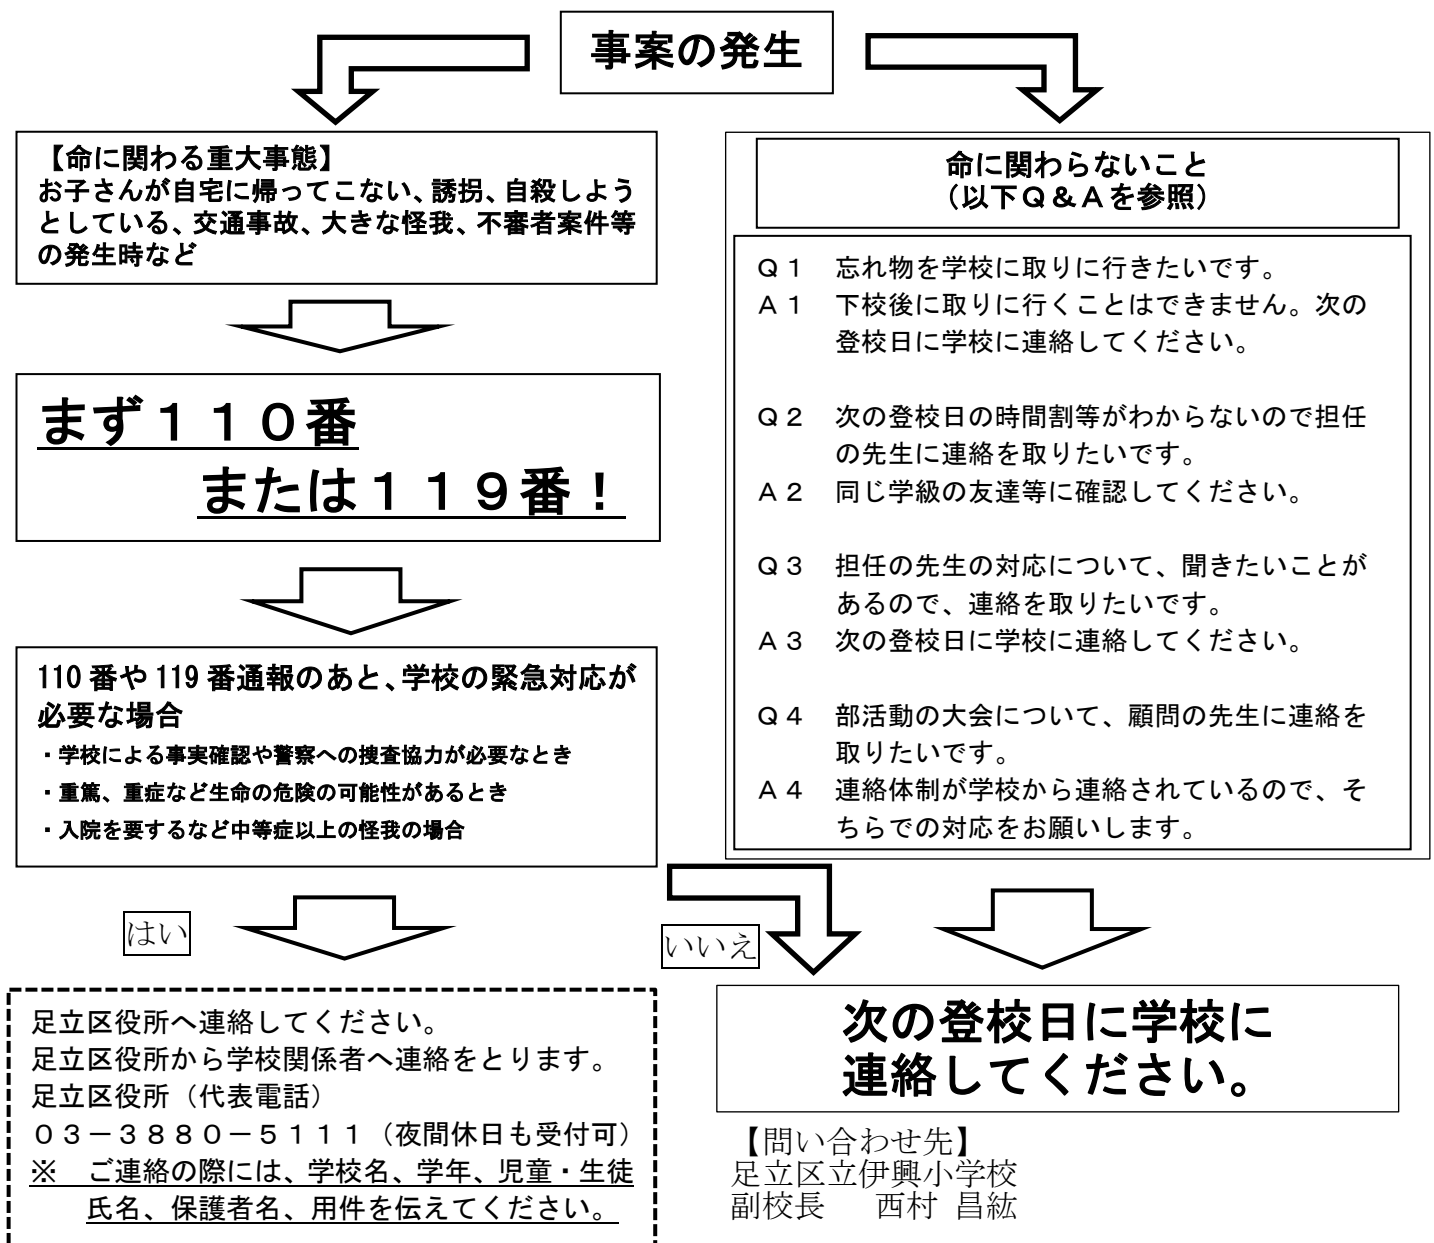 事案の発生
【命に関わる重大事態】
お子さんが自宅に帰ってこない、誘拐、自殺しよう
としている、交通事故、大きな怪我、不審者案件等
の発生時など
まず１１０番
または１１９番！
110番や119番通報のあと、学校の緊急対応が
必要な場合
・学校による事実確認や警察への捜査協力が必要なとき
・重篤、重症など生命の危険の可能性があるとき
・入院を要するなど中等症以上の怪我の場合
はい
足立区役所へ連絡してください。
足立区役所から学校関係者へ連絡をとります。
足立区役所（代表電話）
０３－３８８０－５１１１（夜間休日も受付可）
※　ご連絡の際には、学校名、学年、児童・生徒
氏名、保護者名、用件を伝えてください。
命に関わらないこと
（以下Ｑ＆Ａを参照）
Ｑ１　忘れ物を学校に取りに行きたいです。
Ａ１　下校後に取りに行くことはできません。次の
登校日に学校に連絡してください。
Ｑ２　次の登校日の時間割等がわからないので担任
の先生に連絡を取りたいです。
Ａ２　同じ学級の友達等に確認してください。
Ｑ３　担任の先生の対応について、聞きたいことが
あるので、連絡を取りたいです。
Ａ３　次の登校日に学校に連絡してください。
Ｑ４　部活動の大会について、顧問の先生に連絡を
取りたいです。
Ａ４　連絡体制が学校から連絡されているので、そ
ちらでの対応をお願いします。
いいえ
次の登校日に学校に
連絡してください。
【問い合わせ先】
足立区立伊興小学校
副校長　西村 昌紘